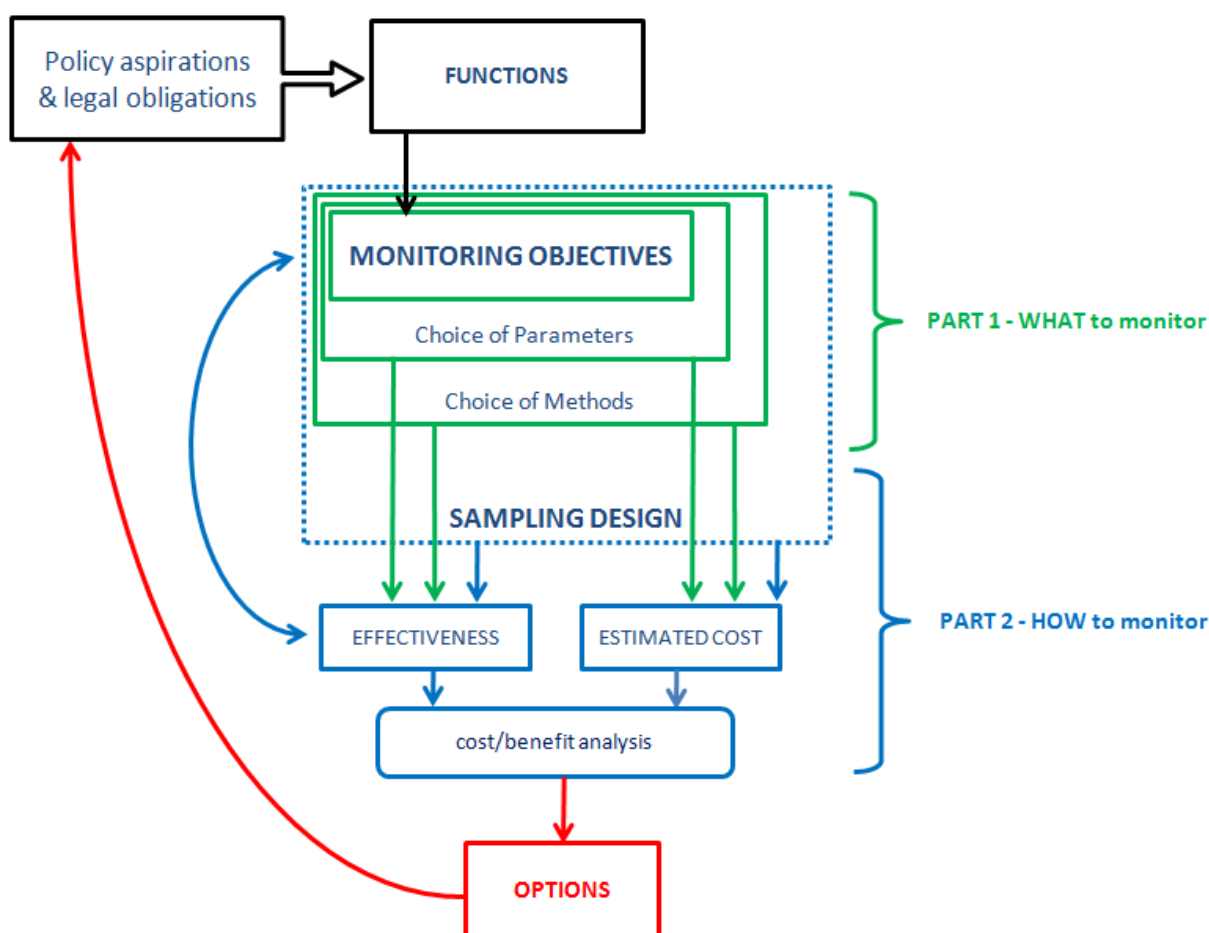 Policy aspirations
& legal obligations
FUNCTIONS
MONITORING OBJECTIVES
Choice of Parameters
Choice of Methods
SAMPLING DESIGN
PART 1 - WHAT to monitor
EFFECTIVENESS
ESTIMATED COST
PART 2 - HOW to monitor
cost/benefit analysis
OPTIONS